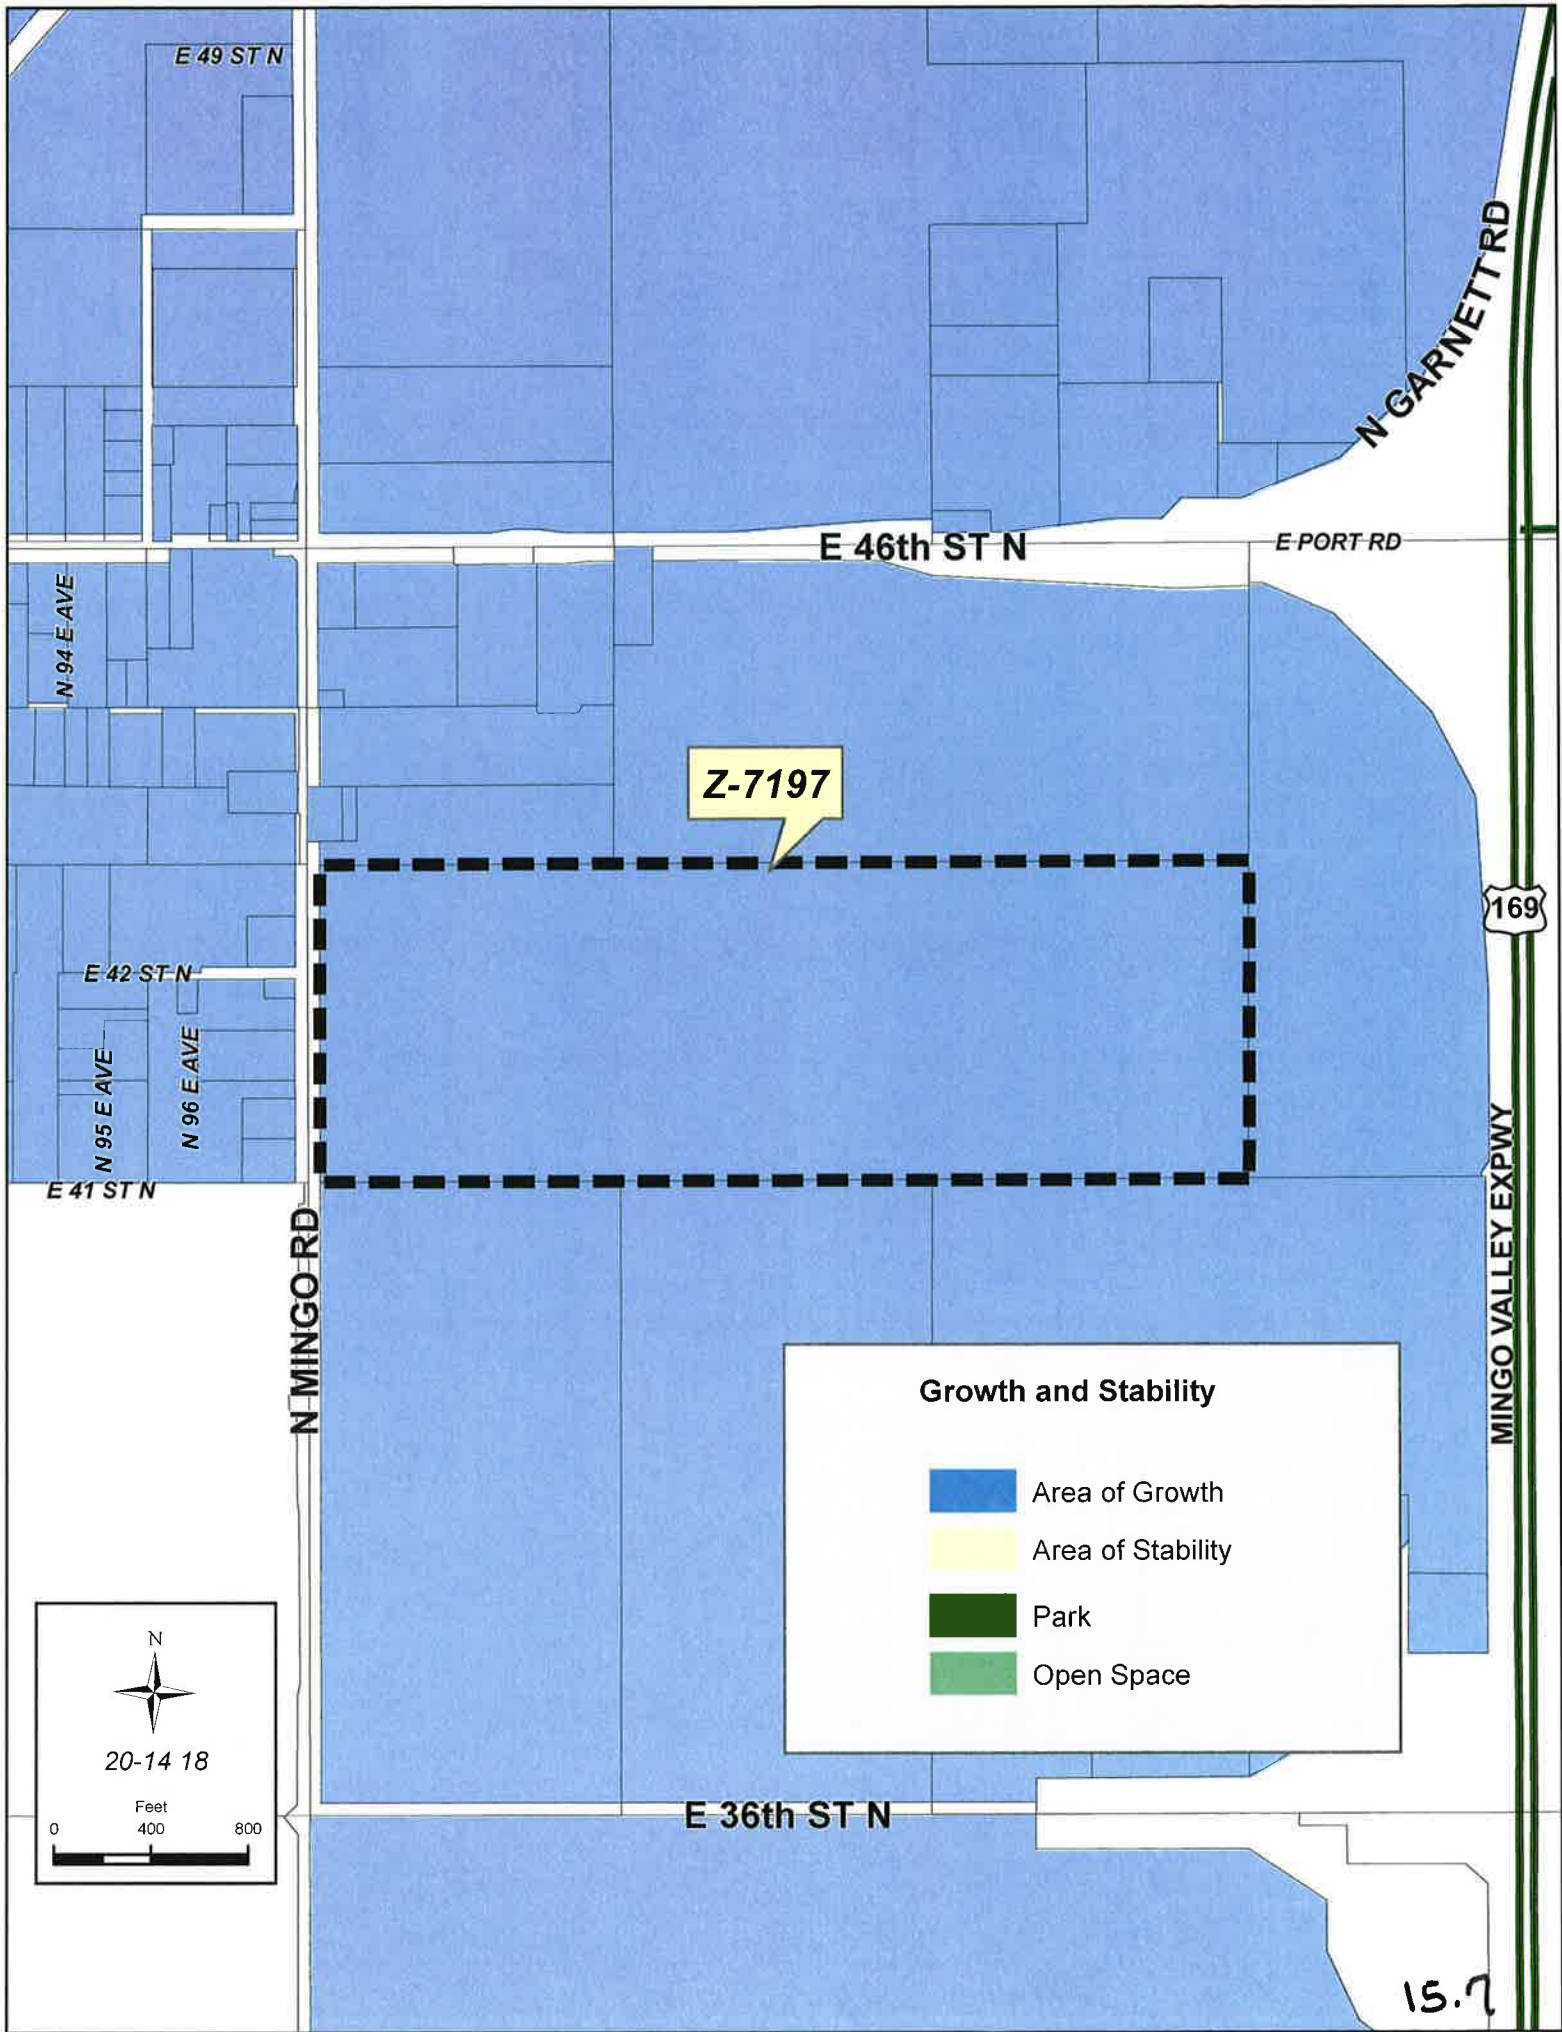 E 49 ST N
N GARNETT RD
E 46th ST N
E PORT RD
N 94 E AVE
Z-7197
169
E 42 ST N
N 95 E AVE
N 96 E AVE
E 41 ST N
N MINGO RD
MINGO VALLEY EXPWY
Growth and Stability
Area of Growth
Area of Stability
Park
Open Space
N
20-14 18
Feet
0 400 800
E 36th ST N
15.7